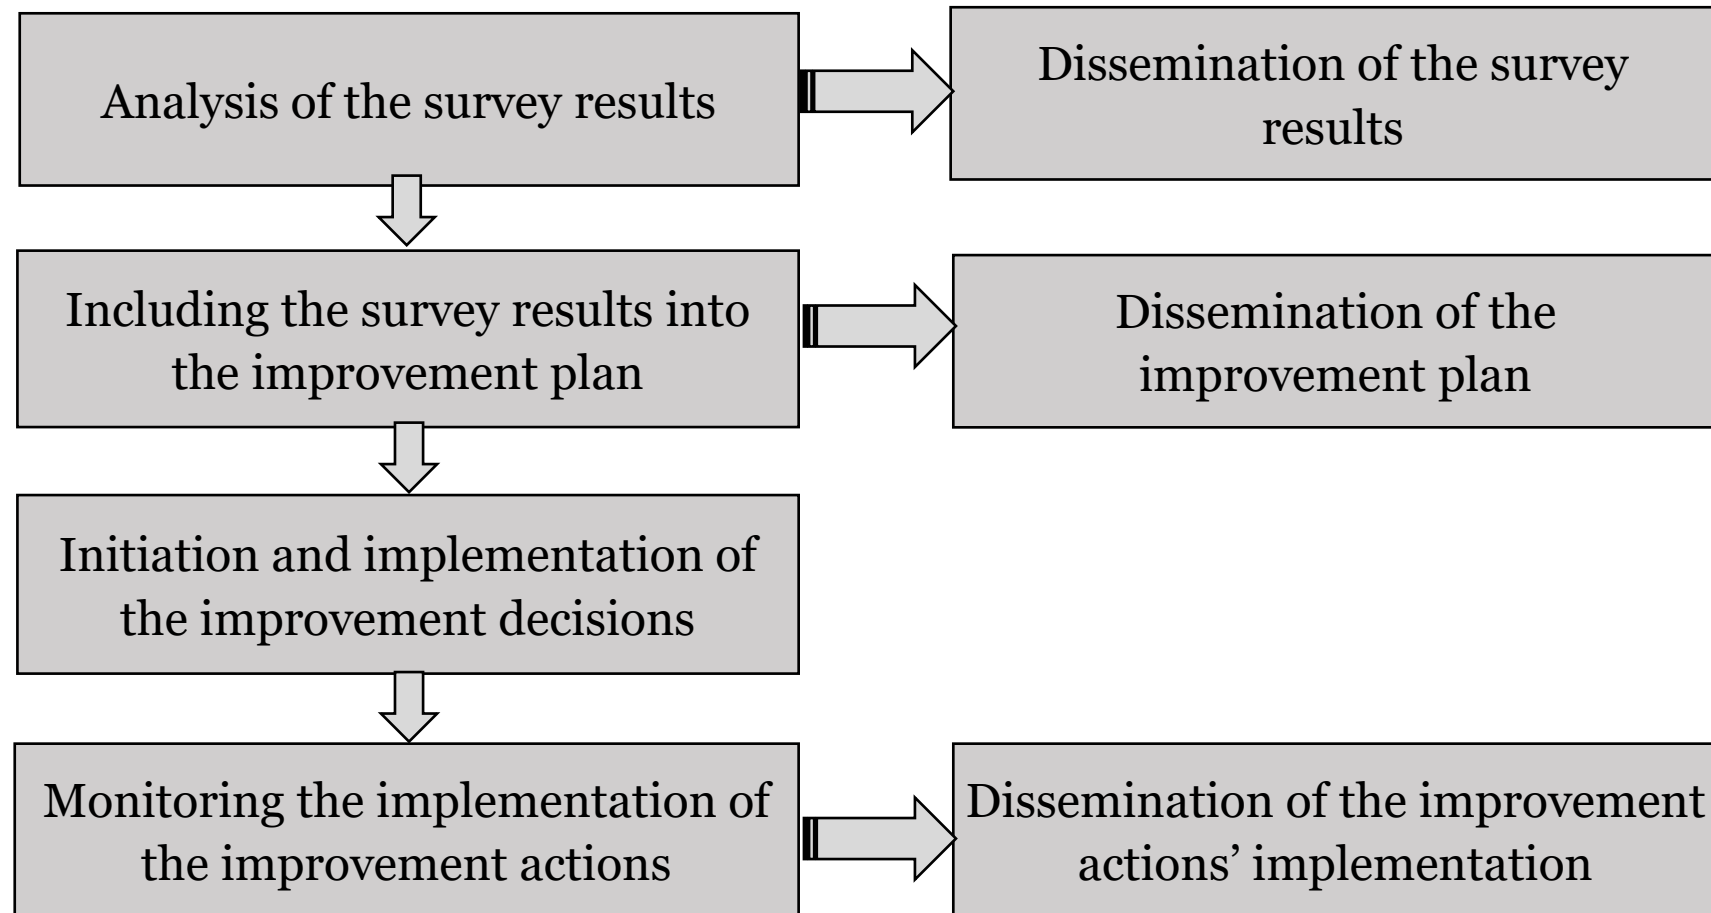 Analysis of the survey results
Dissemination of the survey
results
Including the survey results into
the improvement plan
Dissemination of the
improvement plan
Initiation and implementation of
the improvement decisions
Monitoring the implementation of
the improvement actions
Dissemination of the improvement
actions’ implementation